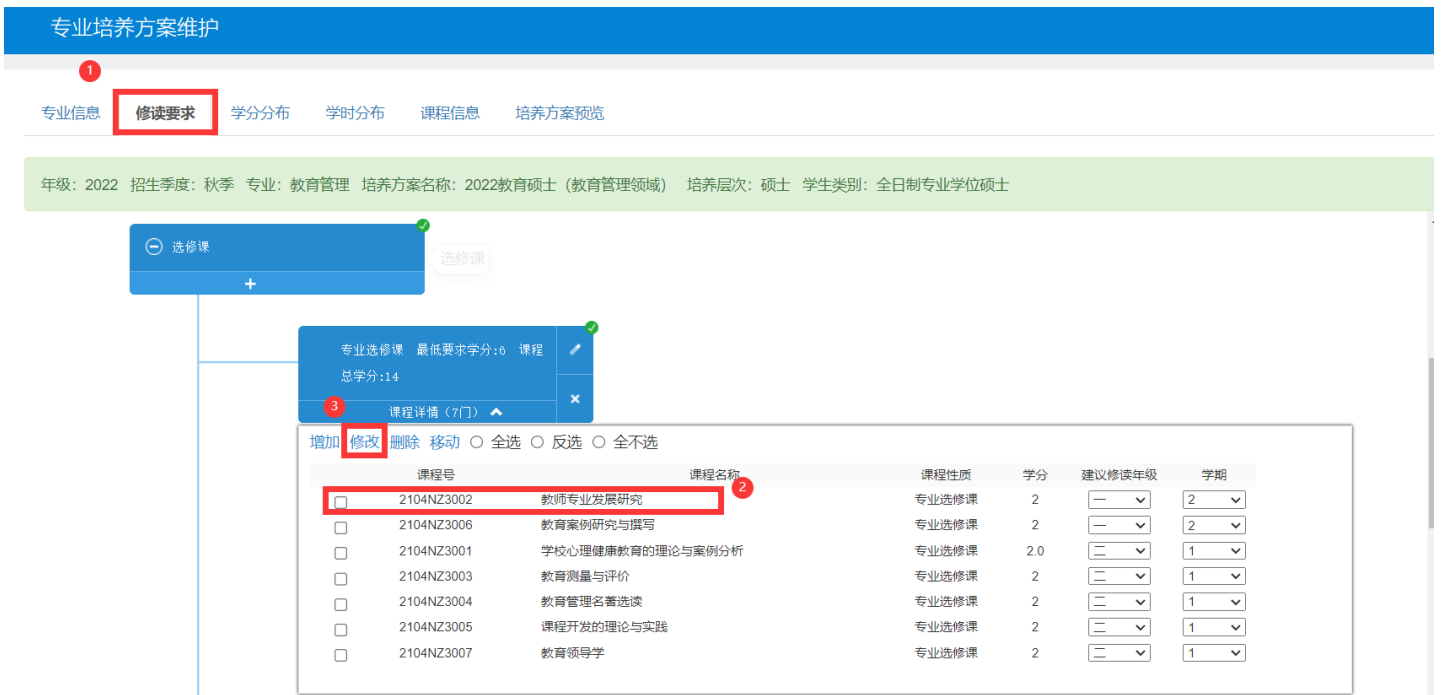 专业培养方案维护
1
专业信息 修读要求 学分分布 学时分布 课程信息 培养方案预览
年级：2022 招生季度：秋季 专业：教育管理 培养方案名称：2022教育硕士（教育管理领域） 培养层次：硕士 学生类别：全日制专业学位硕士
选修课
选修课
+
专业选修课 最低要求学分:6 课程
总学分:14
3
课程详情（7门）
增加 修改 删除 移动 全选 反选 全不选
课程号 课程名称 课程性质 学分 建议修读年级 学期
2
2104NZ3002 教师专业发展研究 专业选修课 2 一 2
2104NZ3006 教育案例研究与撰写 专业选修课 2 一 2
2104NZ3001 学校心理健康教育的理论与案例分析 专业选修课 2.0 二 1
2104NZ3003 教育测量与评价 专业选修课 2 二 1
2104NZ3004 教育管理名著选读 专业选修课 2 二 1
2104NZ3005 课程开发的理论与实践 专业选修课 2 二 1
2104NZ3007 教育领导学 专业选修课 2 二 1